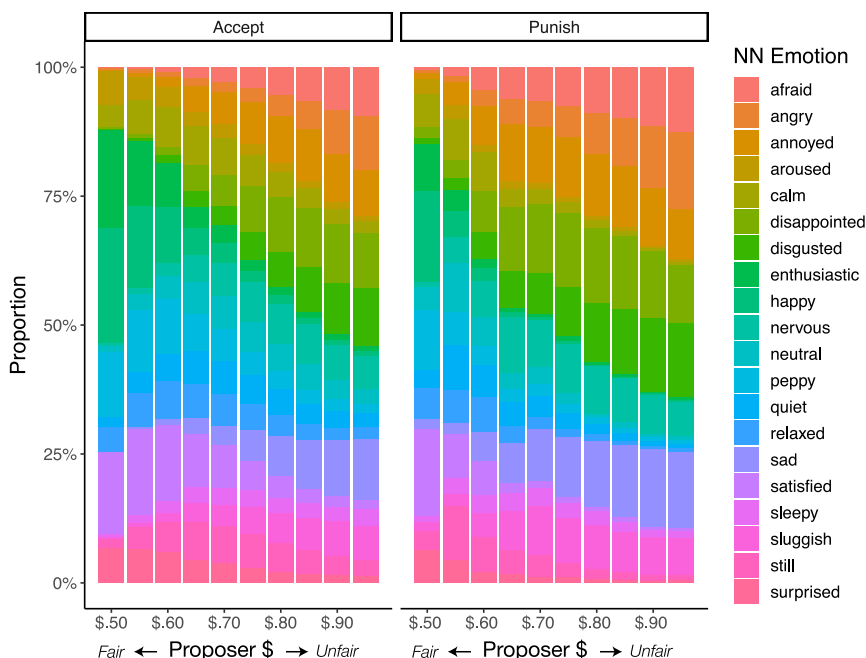 Accept
Punish
NN Emotion
afraid
angry
annoyed
aroused
calm
disappointed
disgusted
enthusiastic
happy
nervous
neutral
peppy
quiet
relaxed
sad
satisfied
sleepy
sluggish
still
surprised
Proportion
100%
75%
50%
25%
0%
$.50 $.60 $.70 $.80 $.90
$.50 $.60 $.70 $.80 $.90
Fair ← Proposer $ → Unfair
Fair ← Proposer $ → Unfair